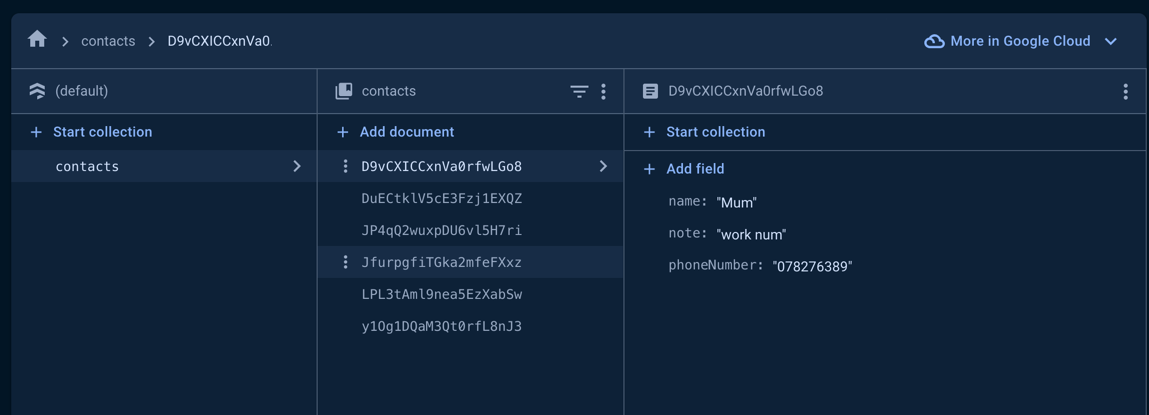 contacts D9vCXICCxnVa0
More in Google Cloud
(default)
contacts
D9vCXICCxnVa0rfwLGo8
Start collection
Add document
Start collection
contacts
D9vCXICCxnVa0rfwLGo8
DuECtklV5cE3Fzj1EXQZ
JP4qQ2wuxpDU6vl5H7ri
JfurpgfiTGka2mfeFXxz
LPL3tAml9nea5EzXabSw
y1Og1DQaM3Qt0rfL8nJ3
Add field
name: "Mum"
note: "work num"
phoneNumber: "078276389"